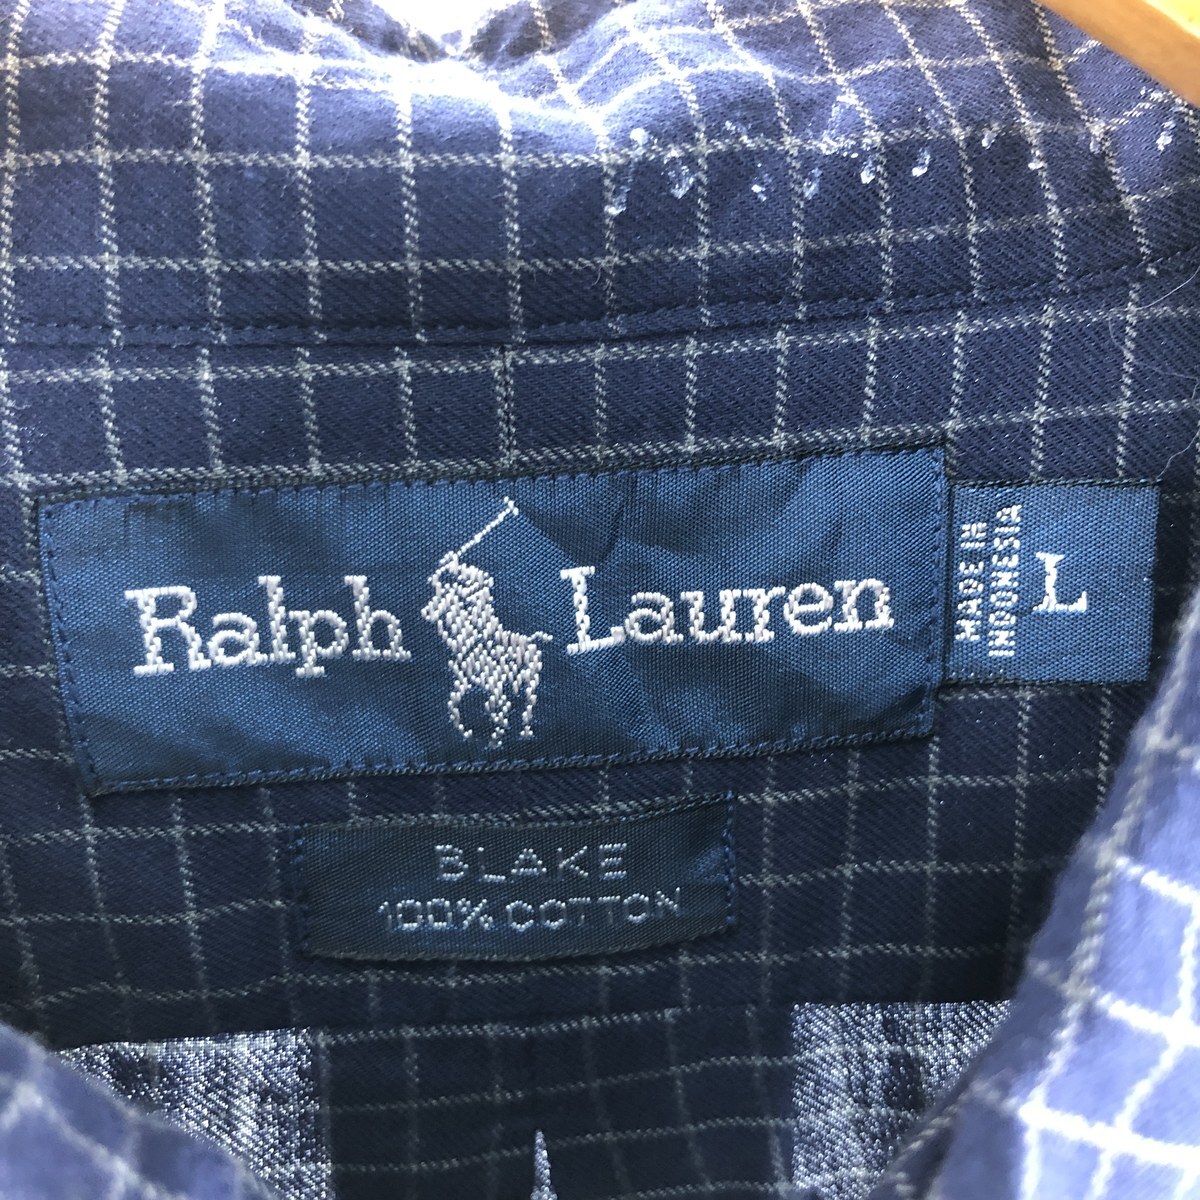 Ralph Lauren
MADE IN
INDONESIA
L
BLAKE
100% COTTON